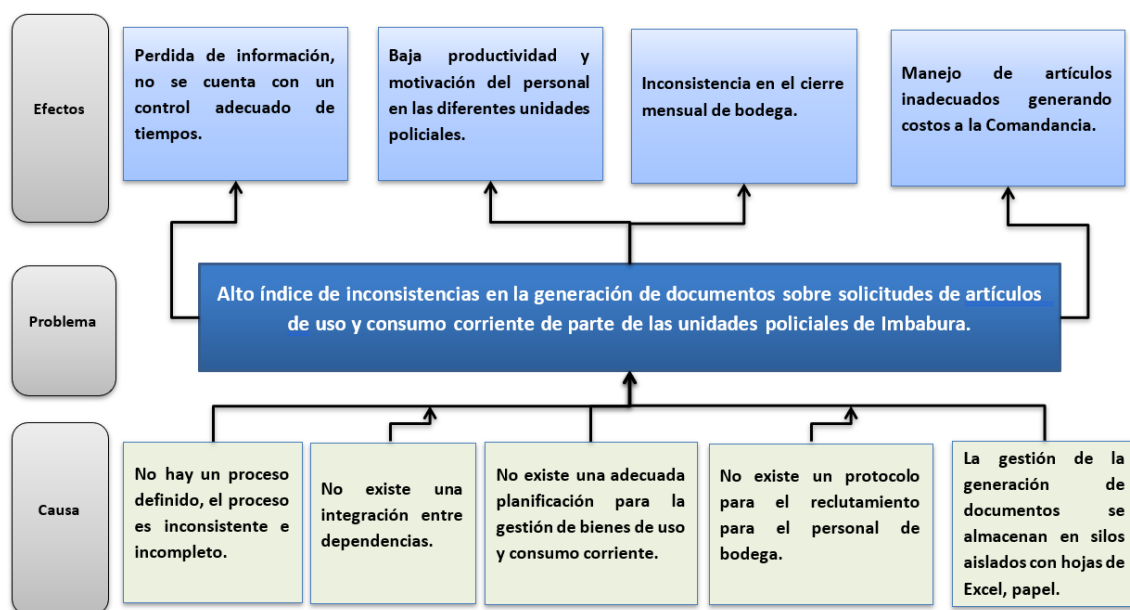 Efectos
Perdida de información,
no se cuenta con un
control adecuado de
tiempos.
Baja productividad y
motivación del personal
en las diferentes unidades
policiales.
Inconsistencia en el cierre
mensual de bodega.
Manejo de artículos
inadecuados generando
costos a la Comandancia.
Problema
Alto índice de inconsistencias en la generación de documentos sobre solicitudes de artículos
de uso y consumo corriente de parte de las unidades policiales de Imbabura.
Causa
No hay un proceso
definido, el proceso
es inconsistente e
incompleto.
No existe una
integración entre
dependencias.
No existe una adecuada
planificación para la
gestión de bienes de uso
y consumo corriente.
No existe un protocolo
para el reclutamiento
para el personal de
bodega.
La gestión de la
generación de
documentos se
almacenan en silos
aislados con hojas de
Excel, papel.